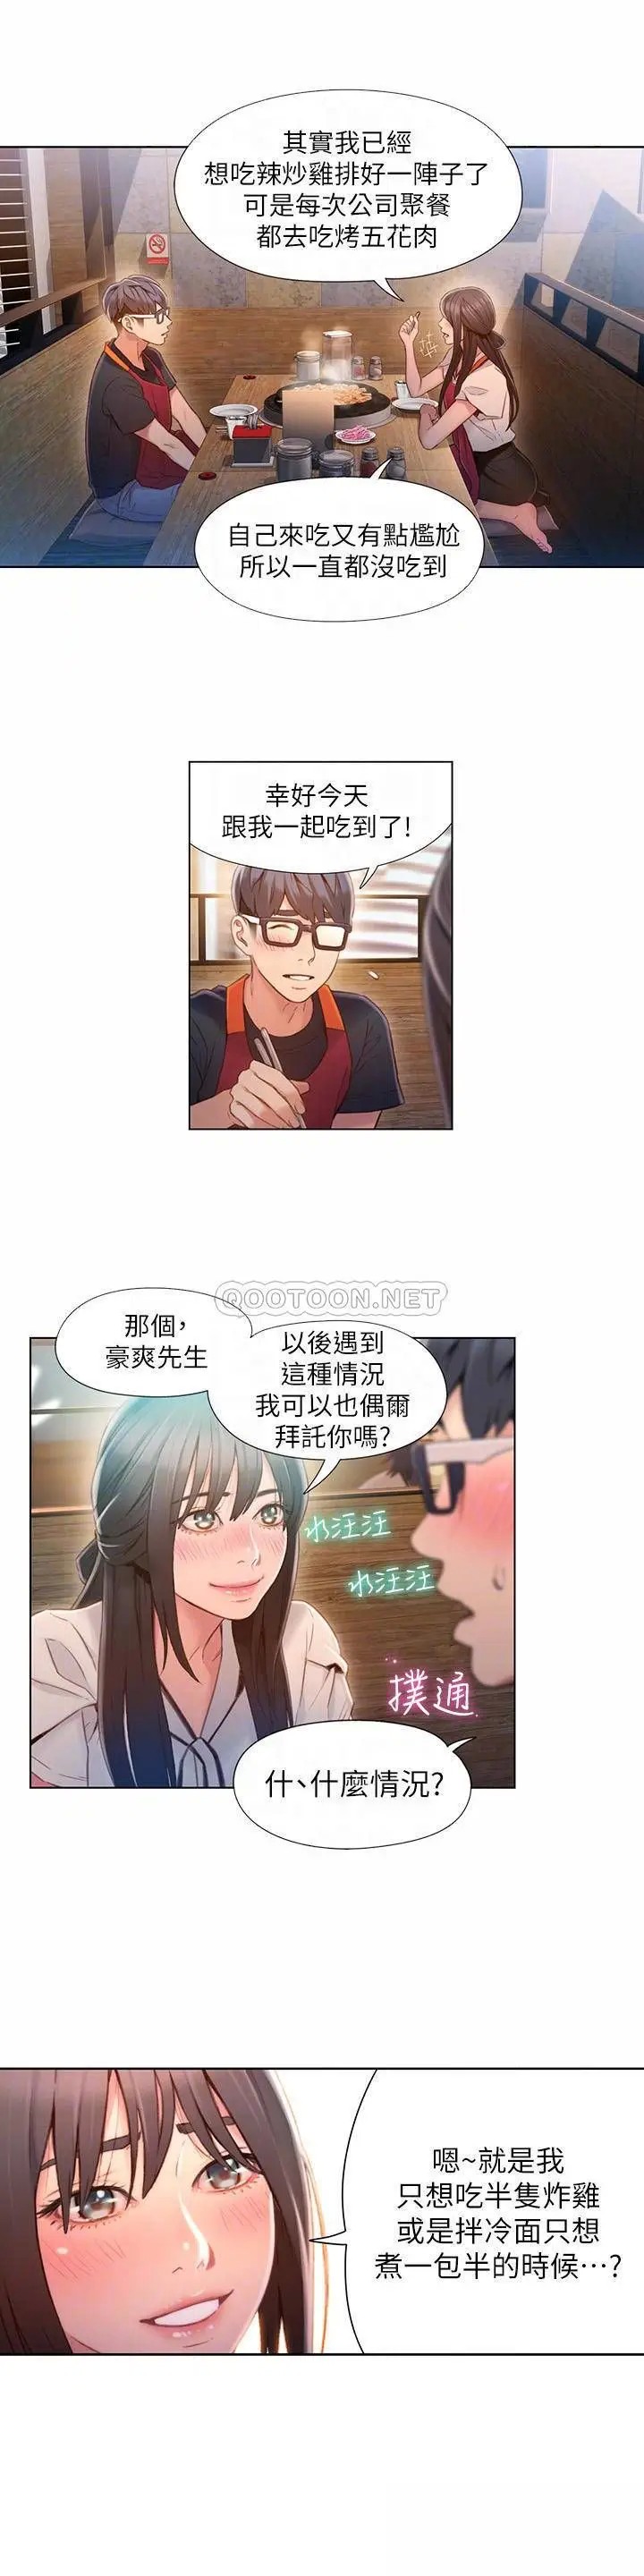 其實我已經
想吃辣炒雞排好一陣子了
可是每次公司聚餐
都去吃烤五花肉
自己來吃又有點尷尬
所以一直都沒吃到
幸好今天
跟我一起吃到了!
QOOTOON.NET
那個,
豪爽先生
以後遇到
這種情況
我可以也偶爾
拜託你嗎?
水汪汪
水汪汪
撲通
什、什麼情況?
嗯~就是我
只想吃半隻炸雞
或是拌冷面只想
煮一包半的時候…?